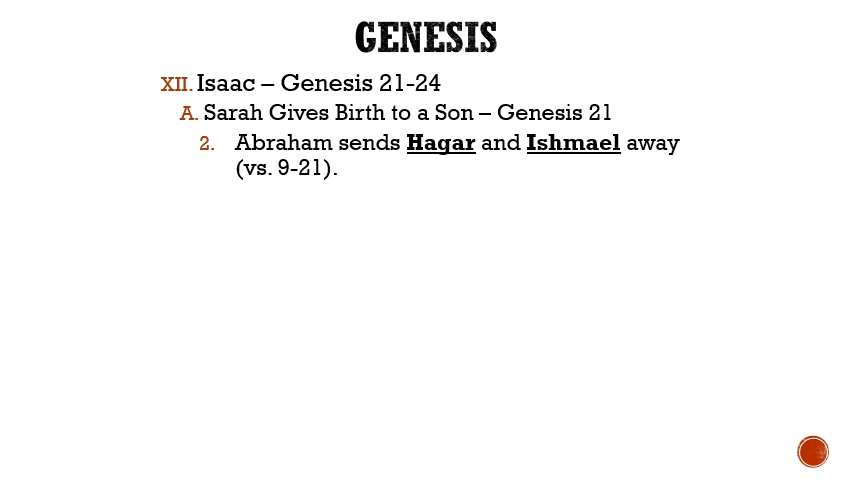 GENESIS
XII. Isaac – Genesis 21-24
A. Sarah Gives Birth to a Son – Genesis 21
2. Abraham sends Hagar and Ishmael away
(vs. 9-21).